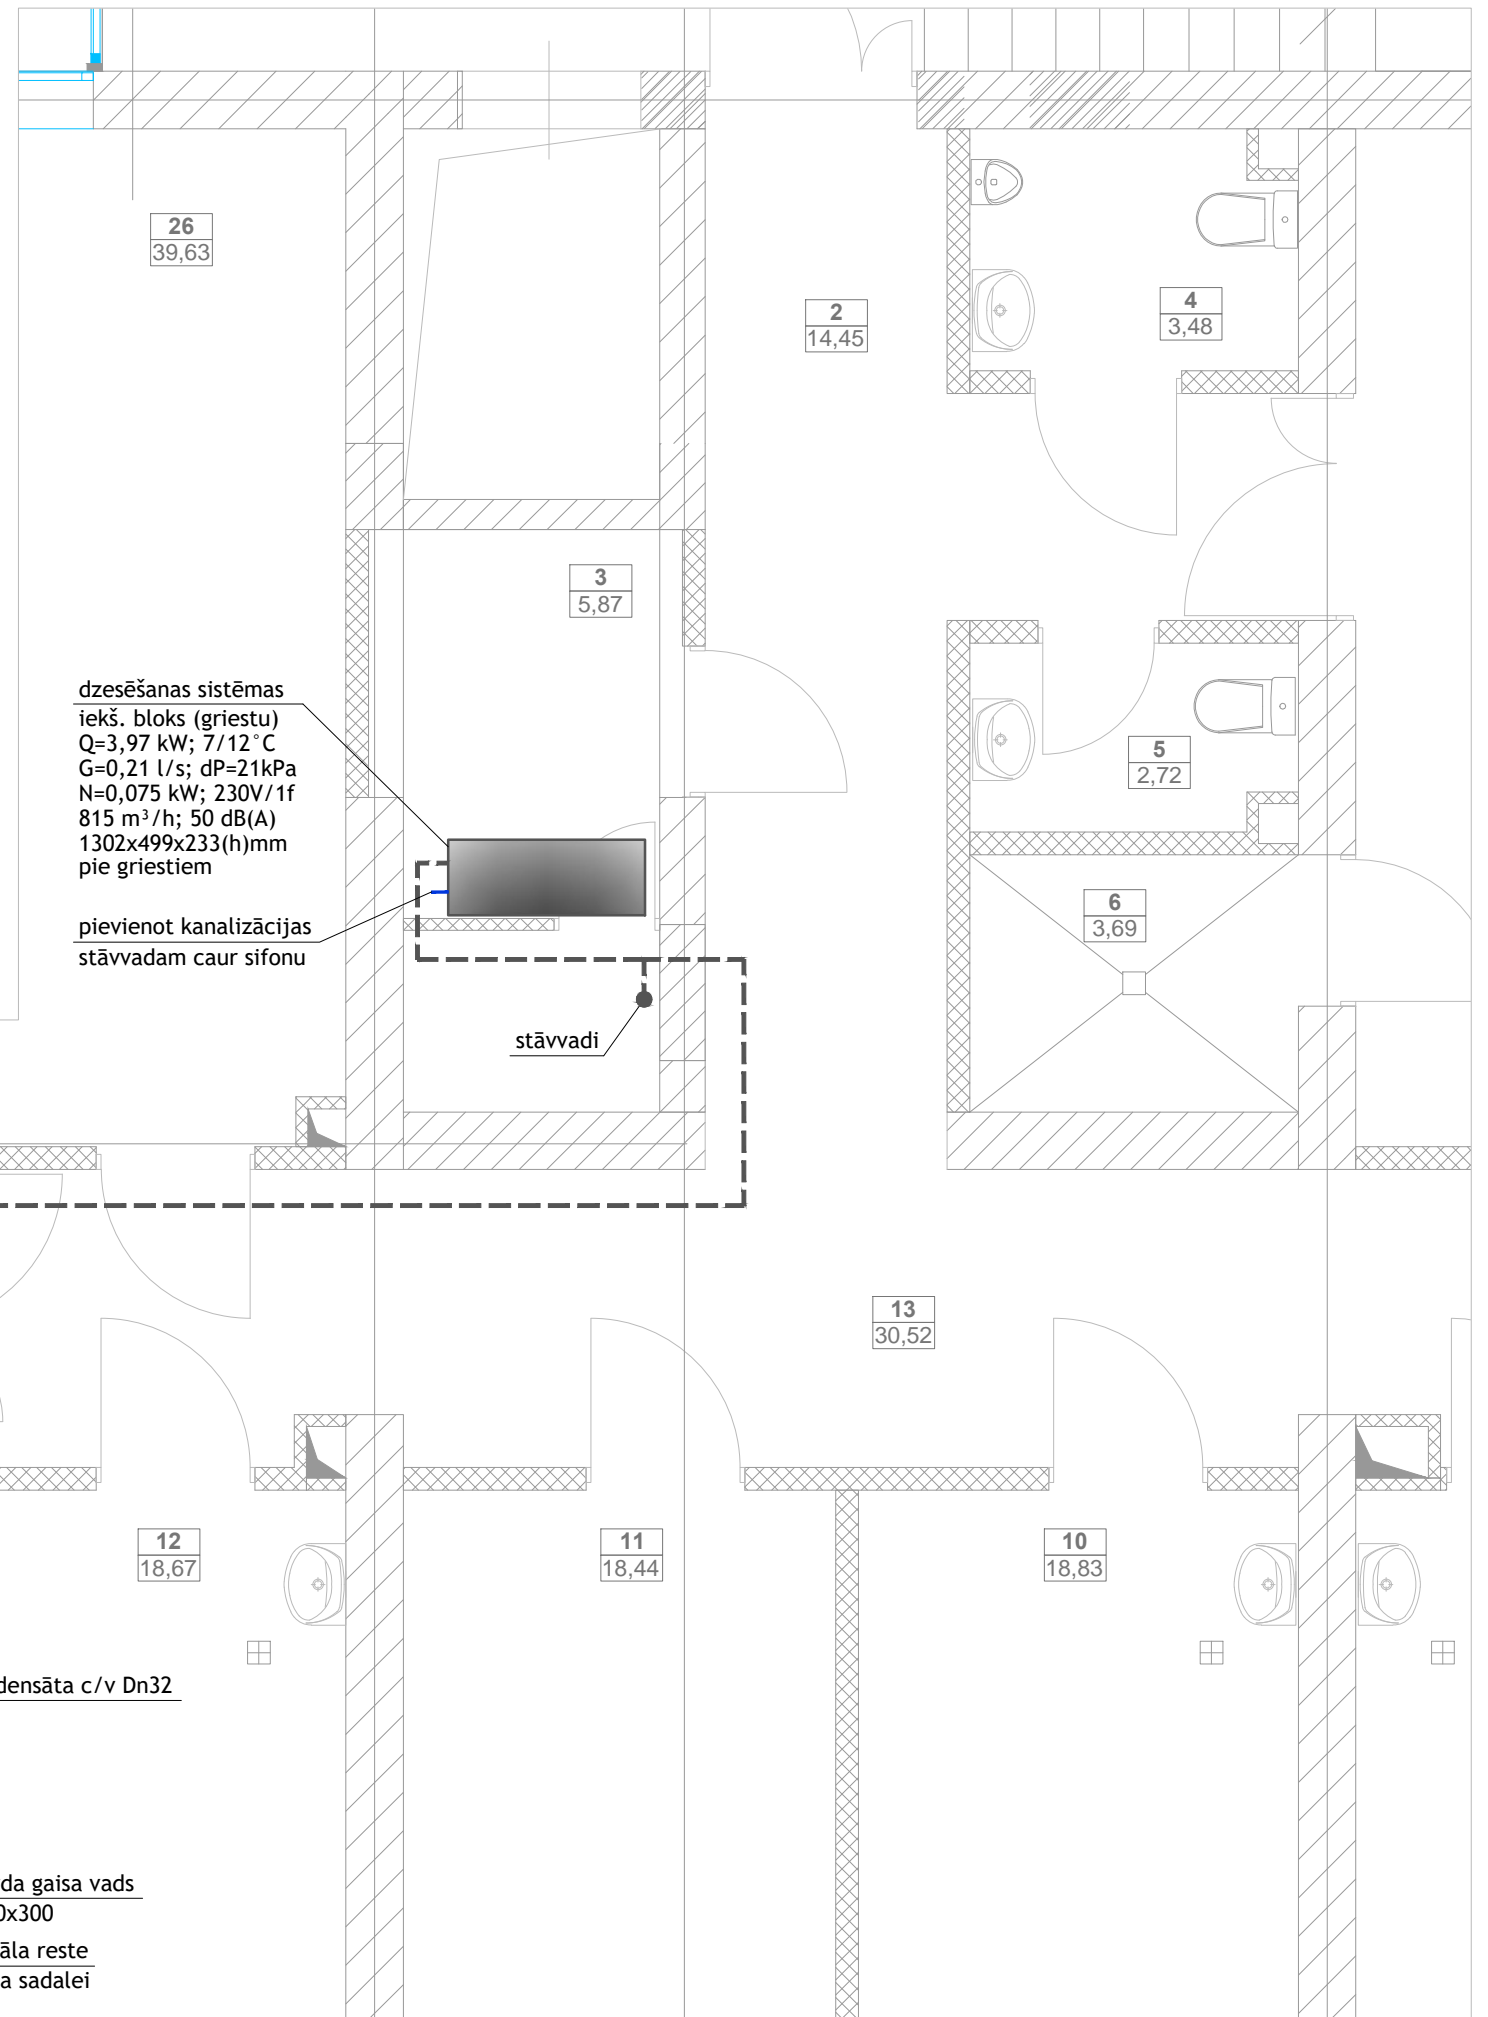 26
39,63
2
14,45
4
3,48
3
5,87
dzesēšanas sistēmas
iekš. bloks (griestu)
Q=3,97 kW; 7/12°C
G=0,21 l/s; dP=21kPa
N=0,075 kW; 230V/1f
815 m³/h; 50 dB(A)
1302x499x233(h)mm
pie griestiem
5
2,72
pievienot kanalizācijas
stāvvadam caur sifonu
6
3,69
stāvvadi
13
30,52
12
18,67
11
18,44
10
18,83
densāta c/v Dn32
da gaisa vads
0x300
āla reste
a sadalei